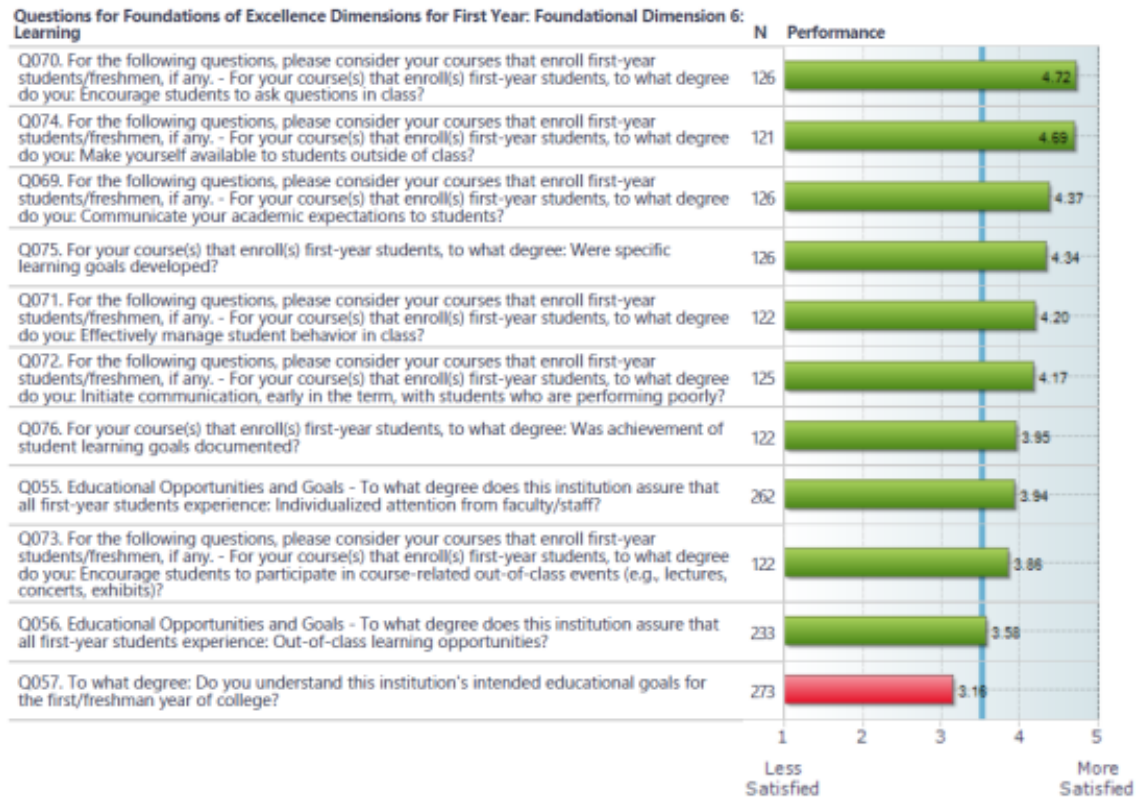 Questions for Foundations of Excellence Dimensions for First Year: Foundational Dimension 6:
Learning
N Performance
Q070. For the following questions, please consider your courses that enroll first-year
students/freshmen, if any. - For your course(s) that enroll(s) first-year students, to what degree
do you: Encourage students to ask questions in class?
126
4.72
Q074. For the following questions, please consider your courses that enroll first-year
students/freshmen, if any. - For your course(s) that enroll(s) first-year students, to what degree
do you: Make yourself available to students outside of class?
121
4.69
Q069. For the following questions, please consider your courses that enroll first-year
students/freshmen, if any. - For your course(s) that enroll(s) first-year students, to what degree
do you: Communicate your academic expectations to students?
126
4.37
Q075. For your course(s) that enroll(s) first-year students, to what degree: Were specific
learning goals developed?
126
4.34
Q071. For the following questions, please consider your courses that enroll first-year
students/freshmen, if any. - For your course(s) that enroll(s) first-year students, to what degree
do you: Effectively manage student behavior in class?
122
4.20
Q072. For the following questions, please consider your courses that enroll first-year
students/freshmen, if any. - For your course(s) that enroll(s) first-year students, to what degree
do you: Initiate communication, early in the term, with students who are performing poorly?
125
4.17
Q076. For your course(s) that enroll(s) first-year students, to what degree: Was achievement of
student learning goals documented?
122
3.95
Q055. Educational Opportunities and Goals - To what degree does this institution assure that
all first-year students experience: Individualized attention from faculty/staff?
262
3.94
Q073. For the following questions, please consider your courses that enroll first-year
students/freshmen, if any. - For your course(s) that enroll(s) first-year students, to what degree
do you: Encourage students to participate in course-related out-of-class events (e.g., lectures,
concerts, exhibits)?
122
3.86
Q056. Educational Opportunities and Goals - To what degree does this institution assure that
all first-year students experience: Out-of-class learning opportunities?
233
3.58
Q057. To what degree: Do you understand this institution's intended educational goals for
the first/freshman year of college?
273
3.16
1 2 3 4 5
Less More
Satisfied Satisfied